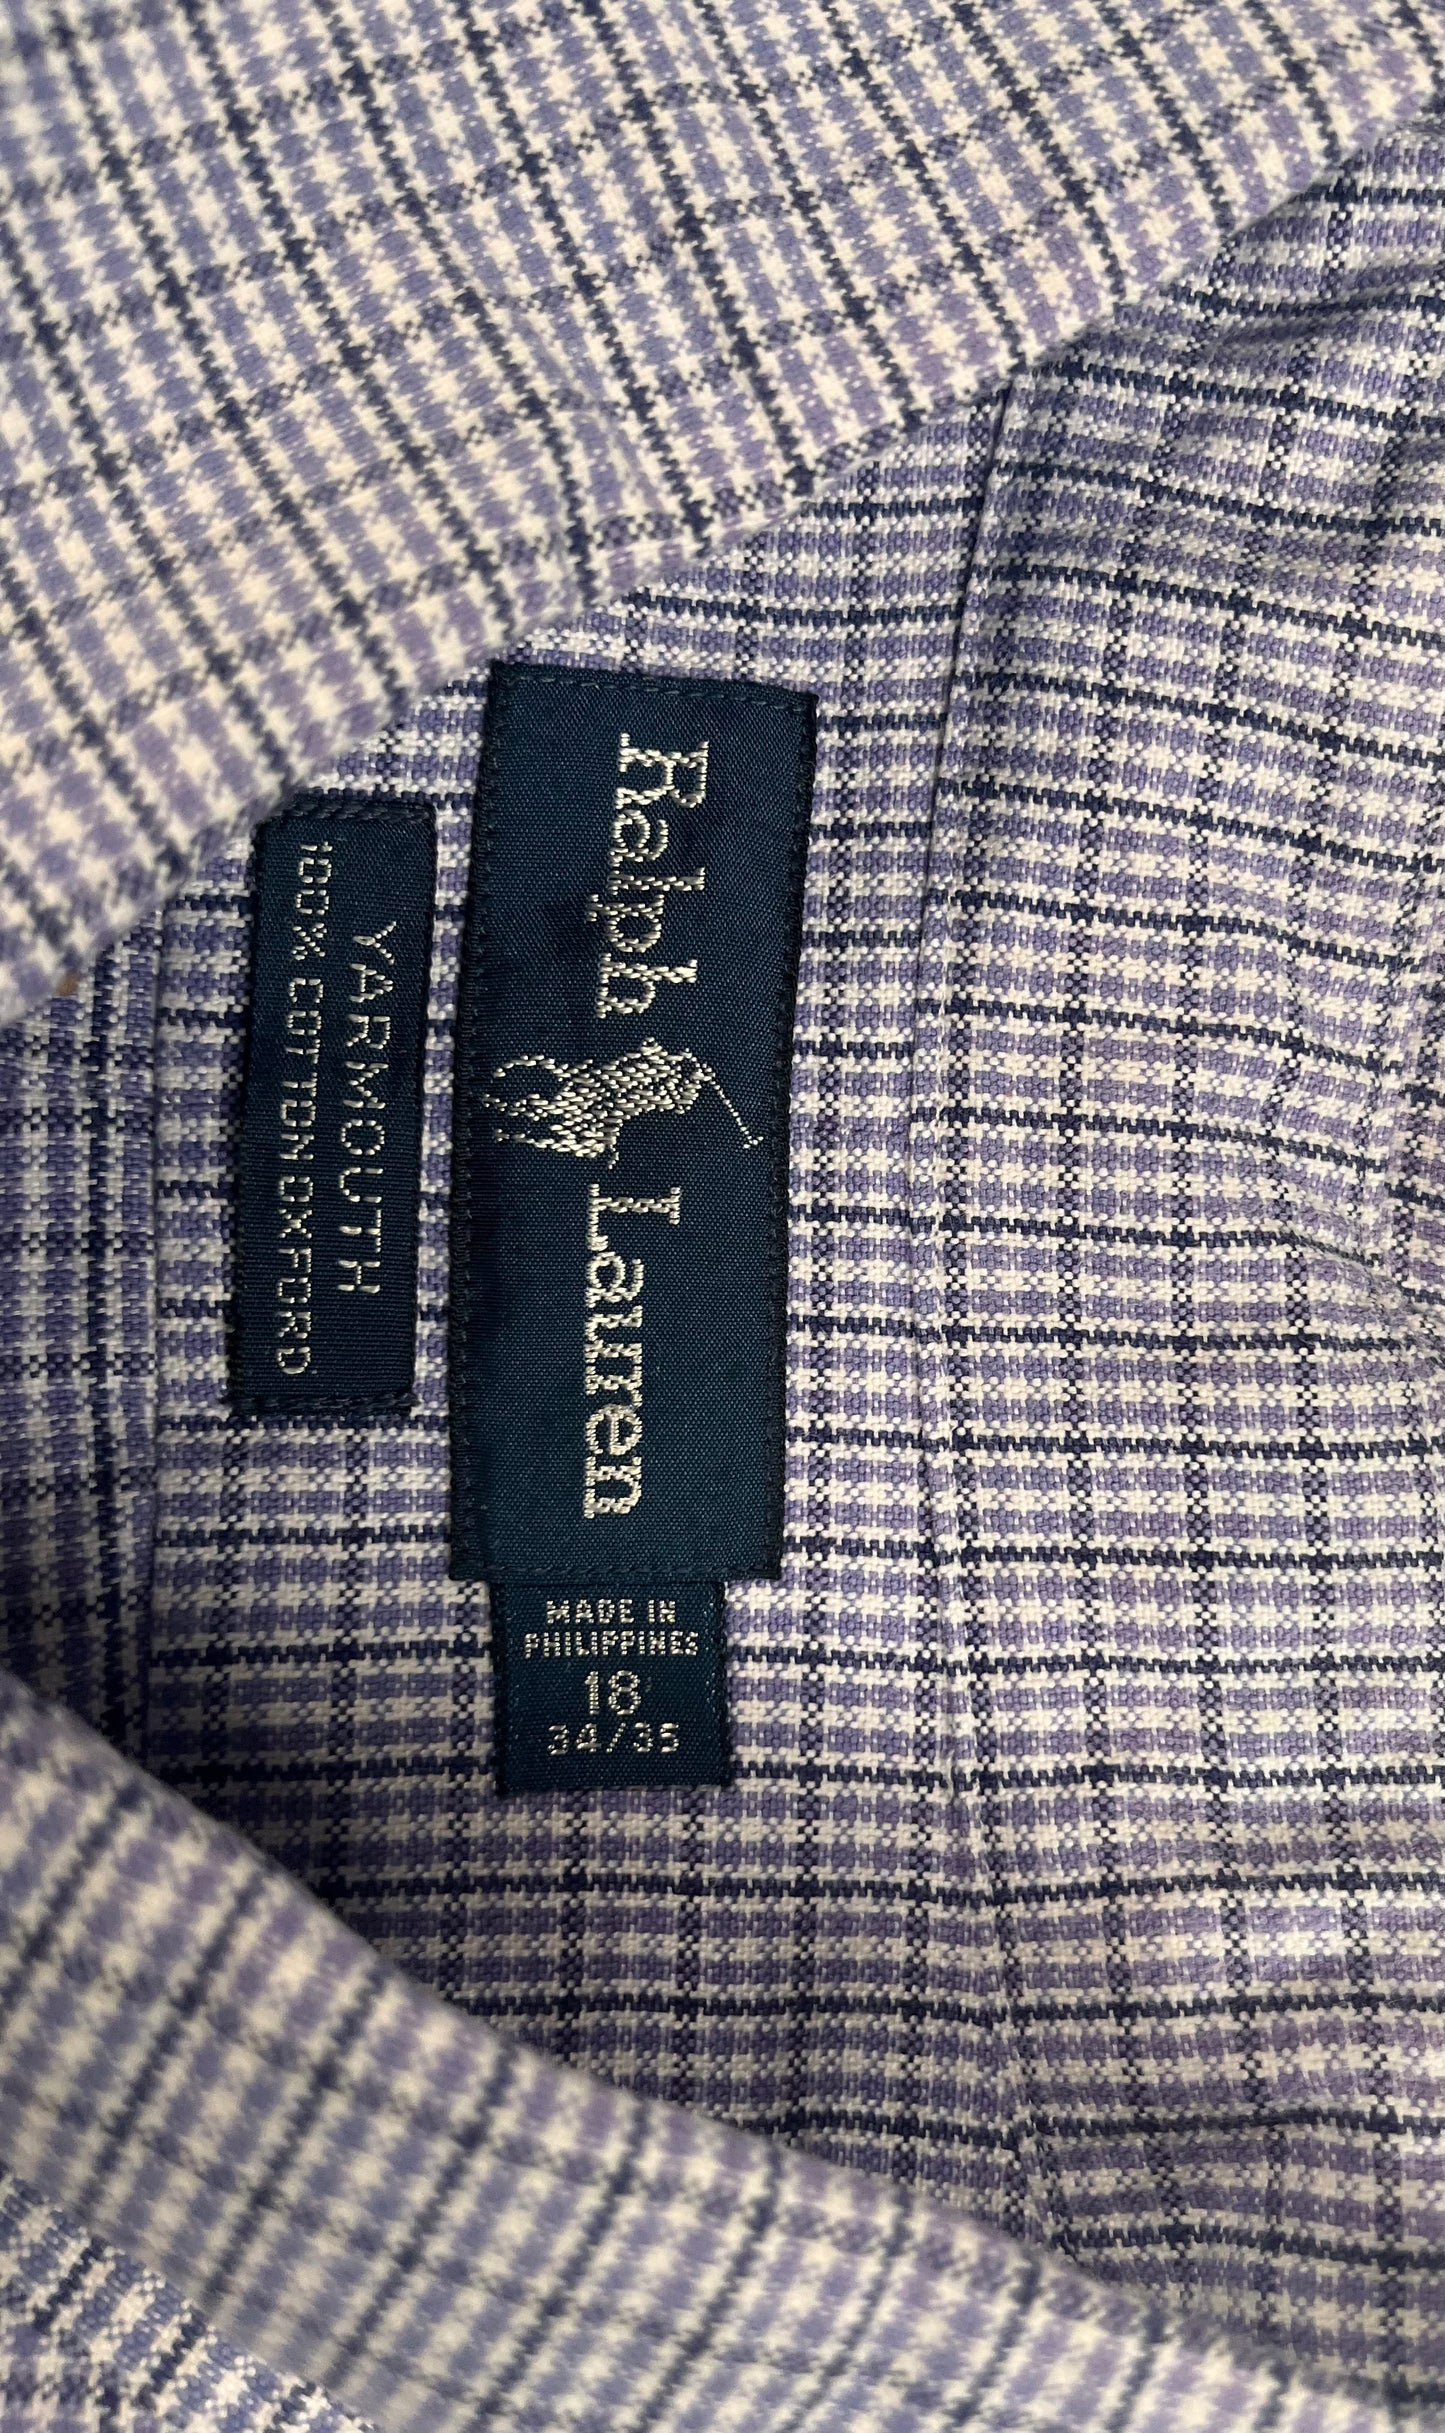 Ralph Lauren
YARMOUTH
100% COTTON OXFORD
MADE IN
PHILIPPINES
18
34/35